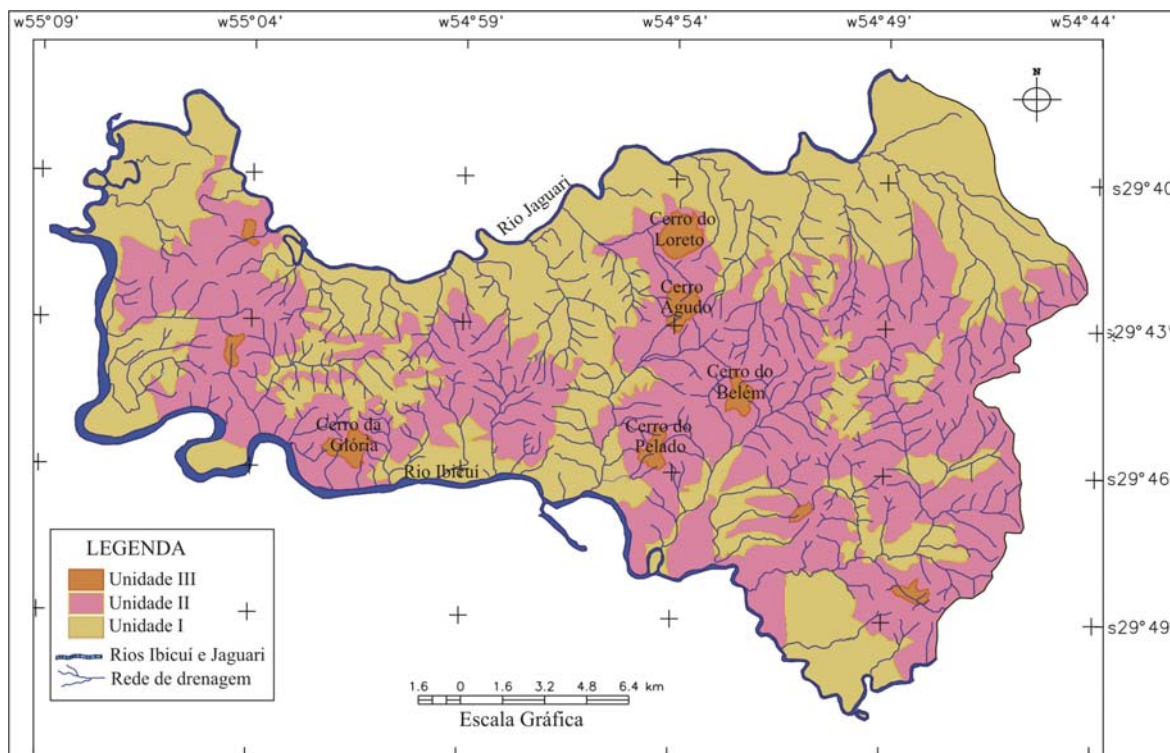 w55°09' w55°04' w54°59' w54°54' w54°49' w54°44'
N
s29°40'
Rio Jaguari
Cerro do
Loreto
Cerro
Agudo
s29°43'
Cerro do
Belém
Cerro da
Glória
Cerro do
Pelado
Rio Ibicuí
s29°46'
s29°49'
LEGENDA
Unidade III
Unidade II
Unidade I
Rios Ibicuí e Jaguari
Rede de drenagem
1.6 0 1.6 3.2 4.8 6.4 km
Escala Gráfica